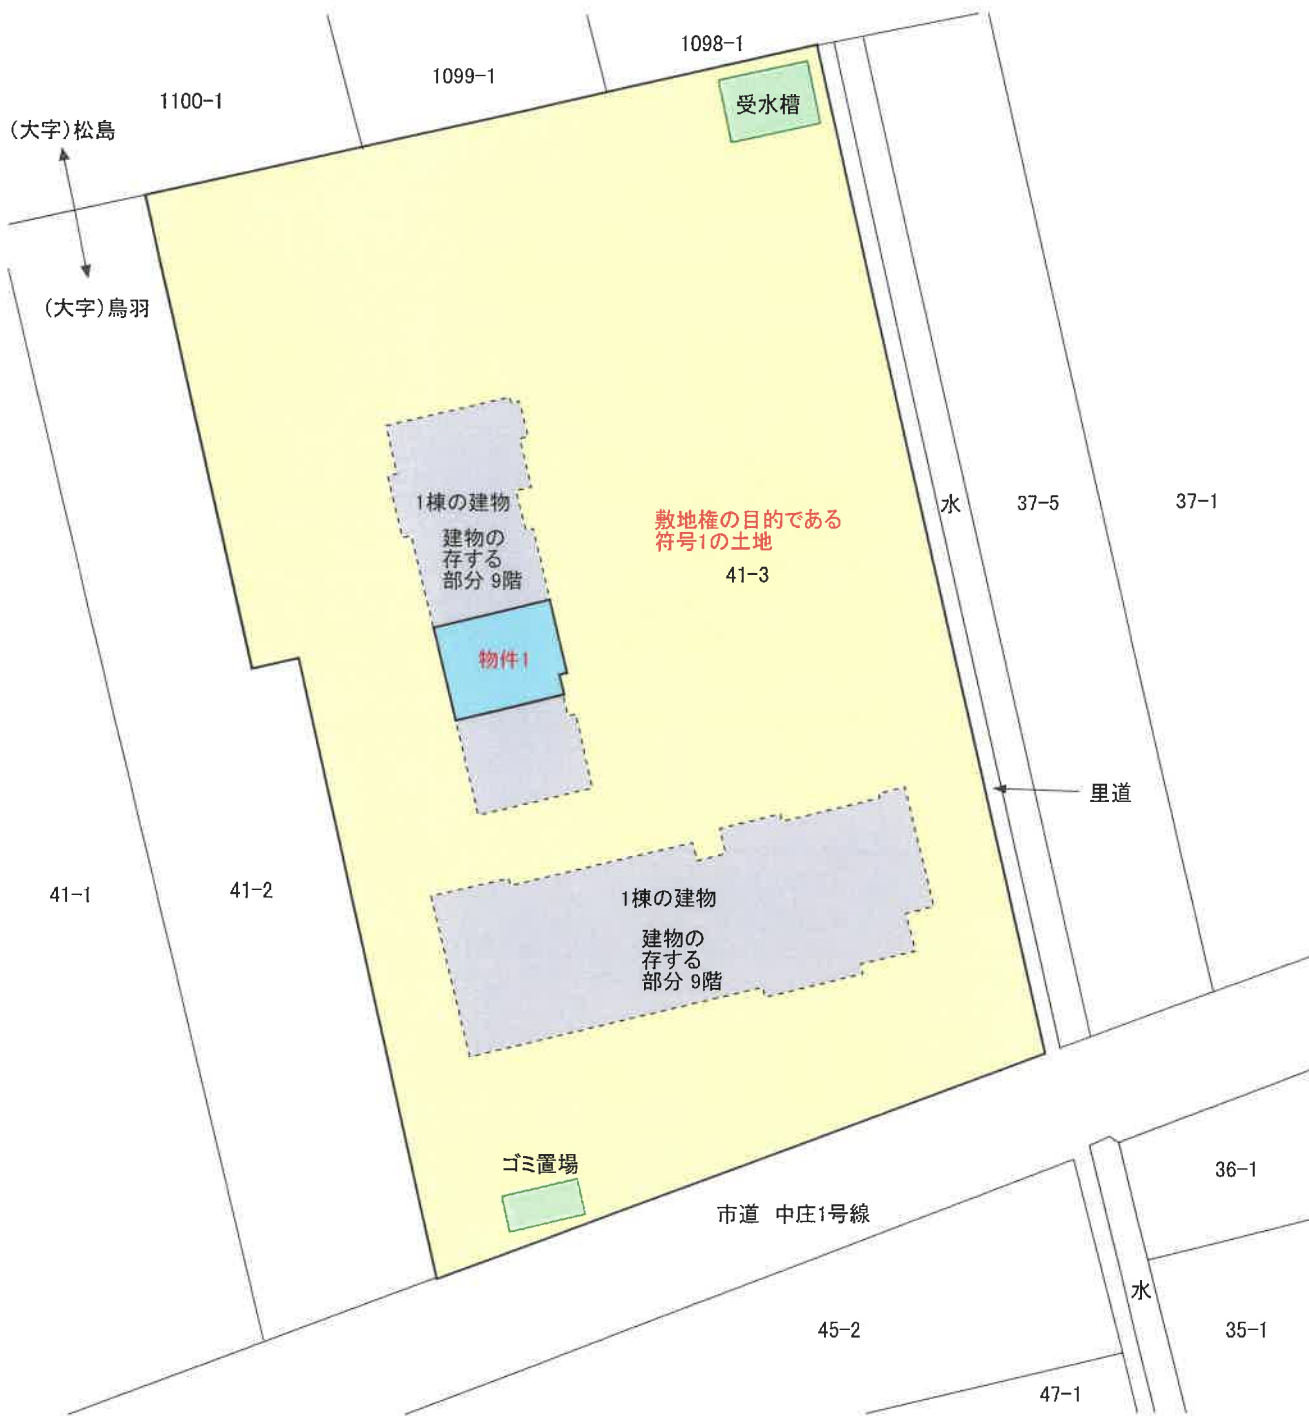 1098-1
1099-1
1100-1
受水槽
(大字)松島
(大字)鳥羽
1棟の建物
建物の
存する
部分 9階
敷地権の目的である
符号1の土地
41-3
水
37-5
37-1
物件1
里道
41-1
41-2
1棟の建物
建物の
存する
部分 9階
ゴミ置場
市道 中庄1号線
36-1
水
45-2
35-1
47-1